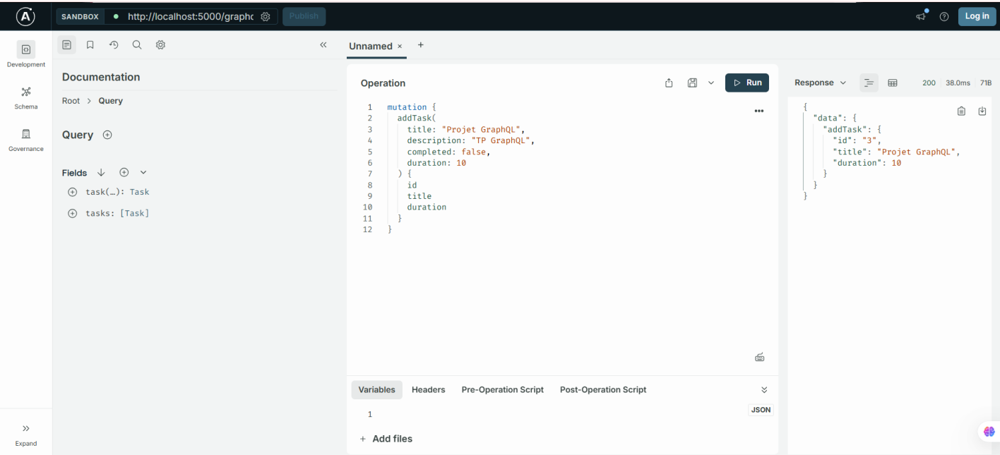 SANDBOX
http://localhost:5000/graphc
Publish
Log in
Development
Schema
Governance
Expand
Documentation
Root > Query
Query
Fields
task(…): Task
tasks: [Task]
Unnamed ×
Operation
Run
1 mutation {
2 addTask(
3 title: "Projet GraphQL",
4 description: "TP GraphQL",
5 completed: false,
6 duration: 10
7 ) {
8 id
9 title
10 duration
11 }
12 }
Variables Headers Pre-Operation Script Post-Operation Script
JSON
1
+ Add files
Response 200 38.0ms 71B
{
"data": {
"addTask": {
"id": "3",
"title": "Projet GraphQL",
"duration": 10
}
}
}